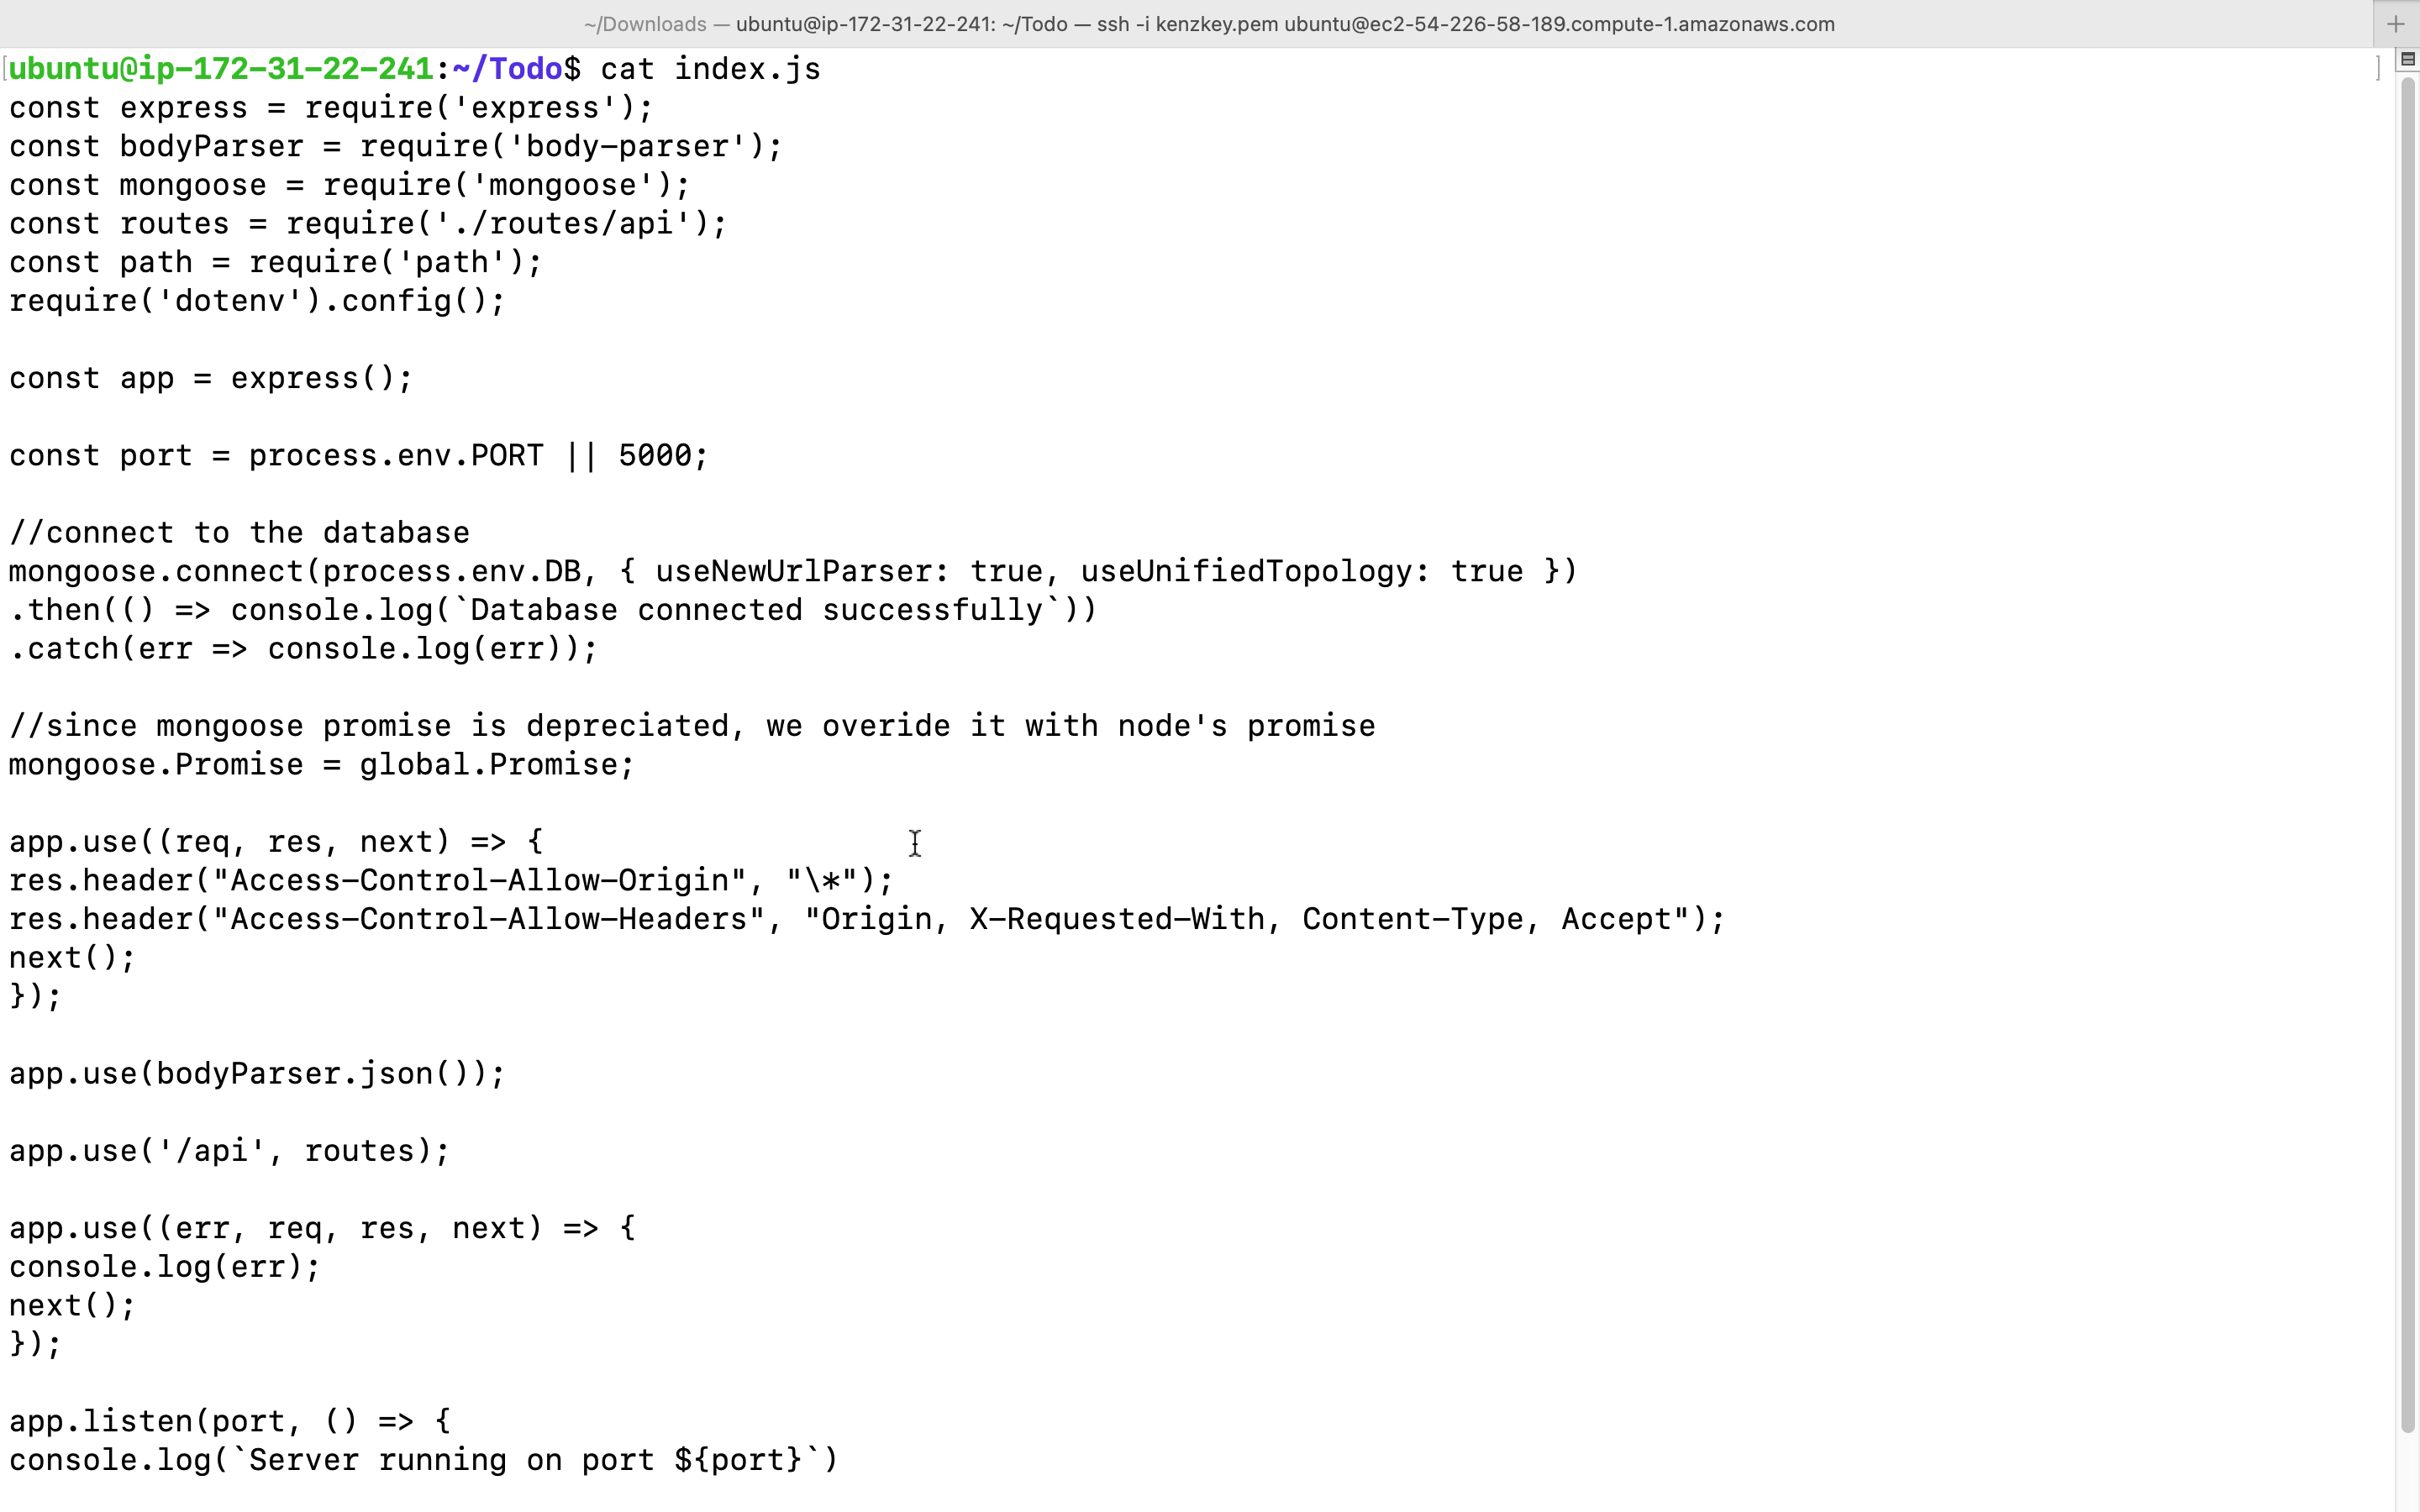 ~/Downloads — ubuntu@ip-172-31-22-241: ~/Todo — ssh -i kenzkey.pem ubuntu@ec2-54-226-58-189.compute-1.amazonaws.com
ubuntu@ip-172-31-22-241:~/Todo$ cat index.js
const express = require('express');
const bodyParser = require('body-parser');
const mongoose = require('mongoose');
const routes = require('./routes/api');
const path = require('path');
require('dotenv').config();

const app = express();

const port = process.env.PORT || 5000;

//connect to the database
mongoose.connect(process.env.DB, { useNewUrlParser: true, useUnifiedTopology: true })
.then(() => console.log(`Database connected successfully`))
.catch(err => console.log(err));

//since mongoose promise is depreciated, we overide it with node's promise
mongoose.Promise = global.Promise;

app.use((req, res, next) => {
res.header("Access-Control-Allow-Origin", "\*");
res.header("Access-Control-Allow-Headers", "Origin, X-Requested-With, Content-Type, Accept");
next();
});

app.use(bodyParser.json());

app.use('/api', routes);

app.use((err, req, res, next) => {
console.log(err);
next();
});

app.listen(port, () => {
console.log(`Server running on port ${port}`)